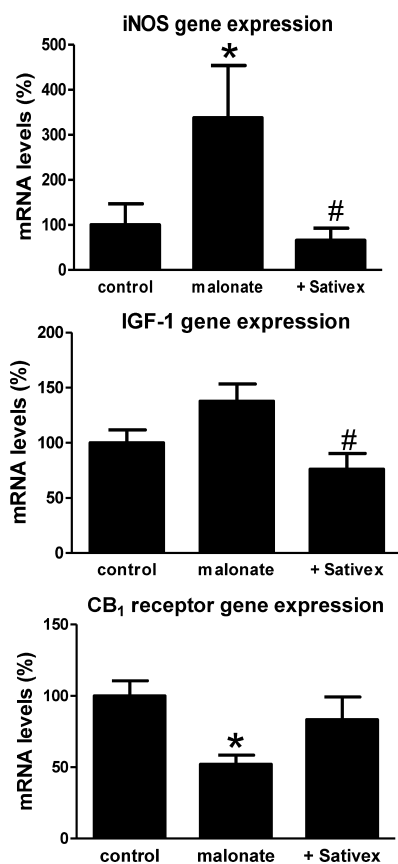 iNOS gene expression
mRNA levels (%)
500
*
400
300
200
#
100
0
control malonate + Sativex
IGF-1 gene expression
mRNA levels (%)
200
150
100
#
50
0
control malonate + Sativex
CB₁ receptor gene expression
mRNA levels (%)
150
100
*
50
0
control malonate + Sativex